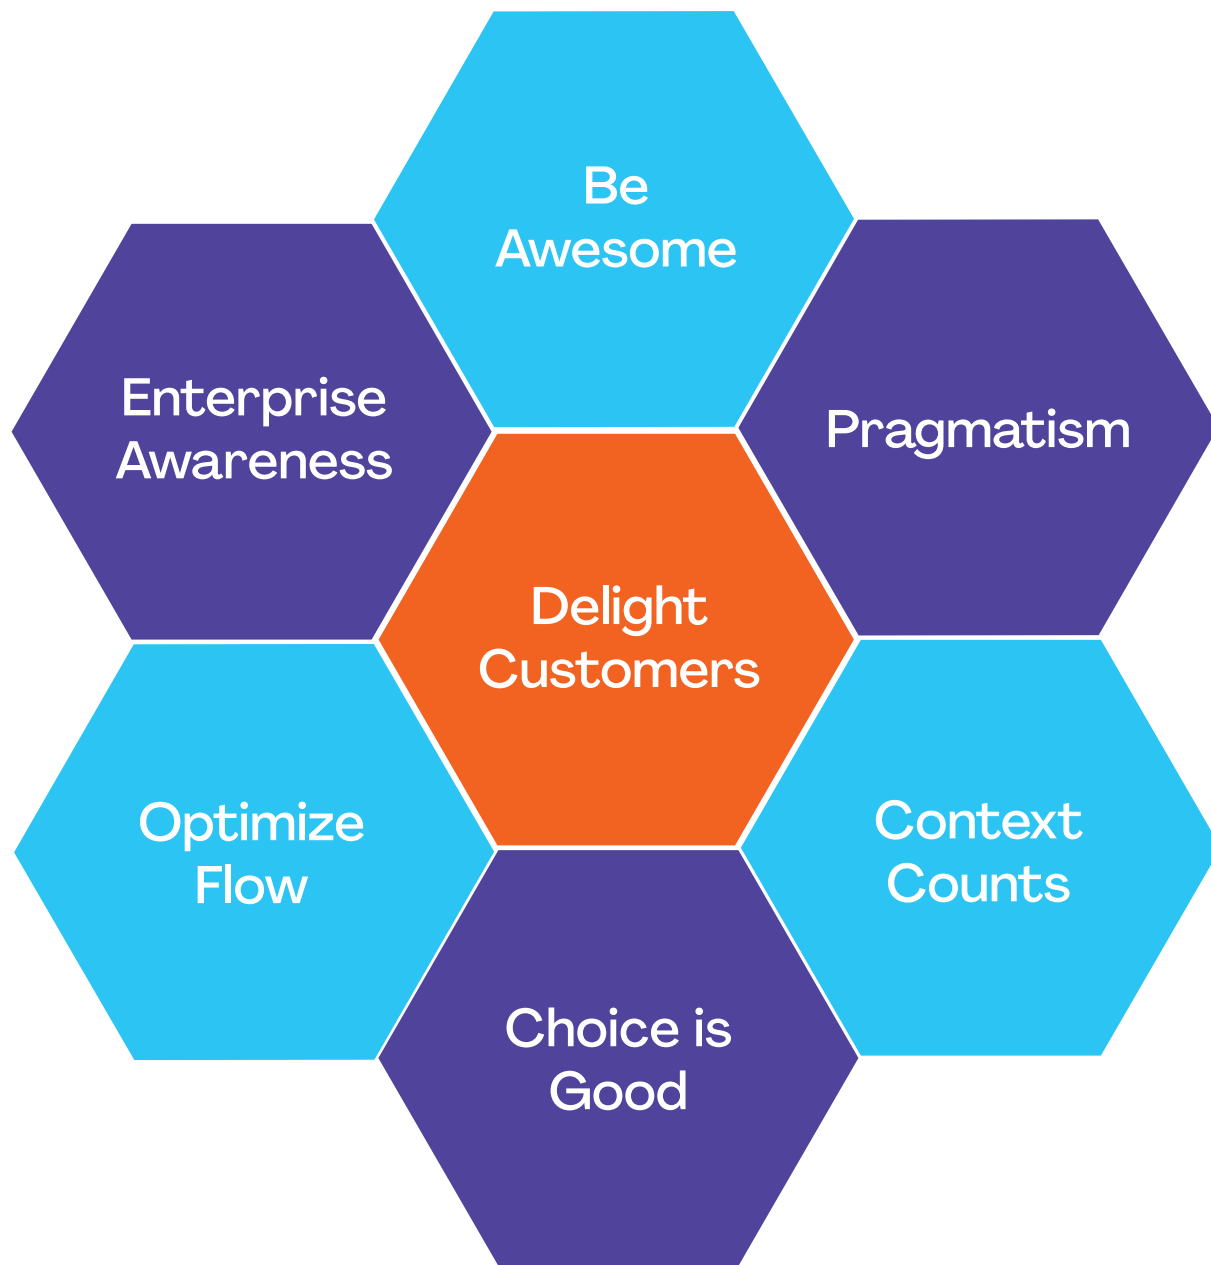 Be
Awesome
Enterprise
Awareness
Pragmatism
Delight
Customers
Optimize
Flow
Context
Counts
Choice is
Good